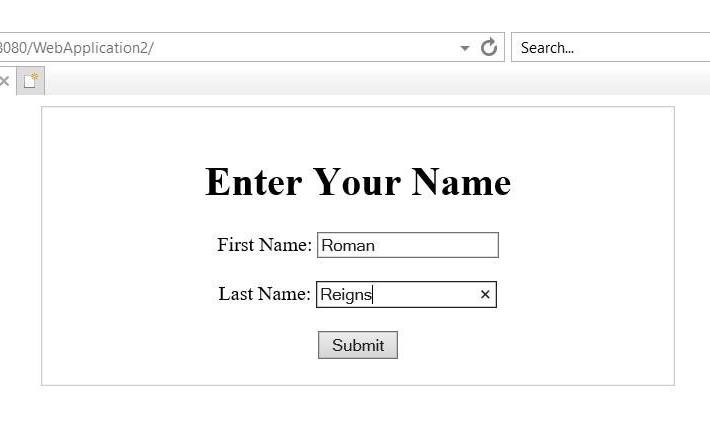 8080/WebApplication2/
Search...
Enter Your Name
First Name: Roman
Last Name: Reigns
Submit